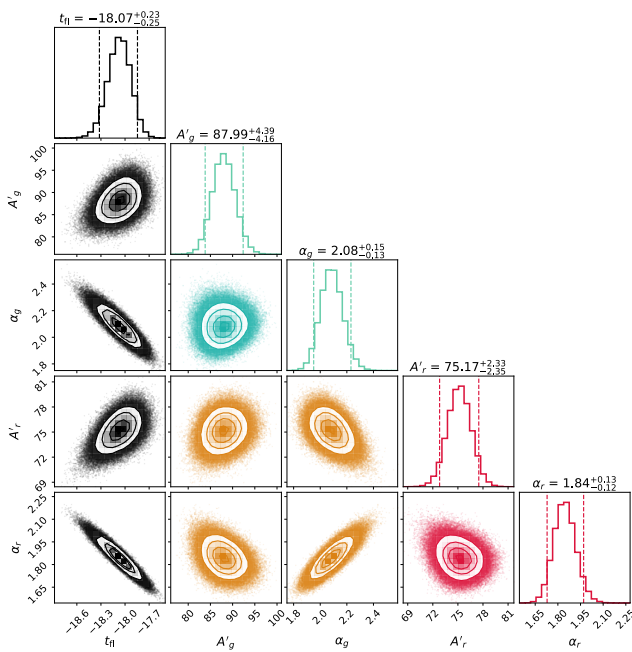 t_fl = −18.07 +0.23 −0.25
A′_g = 87.99 +4.39 −4.16
100
95
90
85
80
A′_g
α_g = 2.08 +0.15 −0.13
2.4
2.2
2.0
1.8
α_g
A′_r = 75.17 +2.33 −2.35
81
78
75
72
69
A′_r
α_r = 1.84 +0.13 −0.12
2.25
2.10
1.95
1.80
1.65
α_r
−18.6 −18.3 −18.0 −17.7
80 85 90 95 100
1.8 2.0 2.2 2.4
69 72 75 78 81
1.65 1.80 1.95 2.10 2.25
t_fl A′_g α_g A′_r α_r